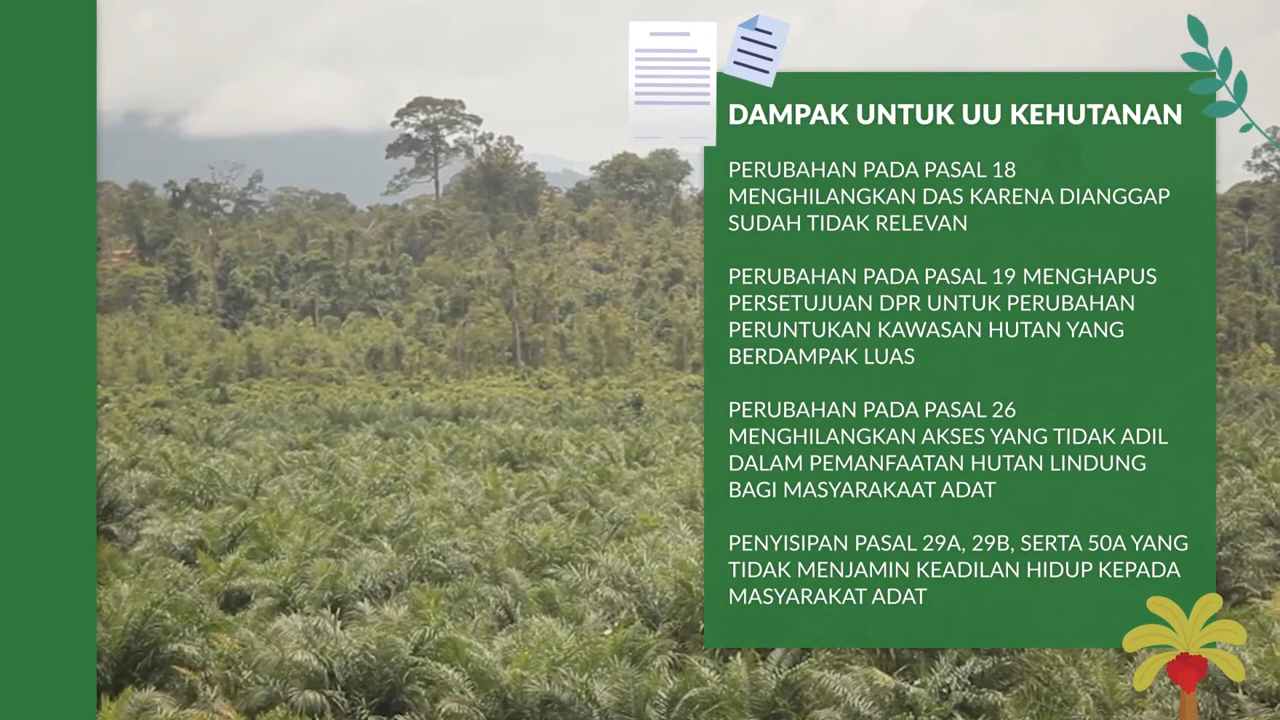 DAMPAK UNTUK UU KEHUTANAN
PERUBAHAN PADA PASAL 18
MENGHILANGKAN DAS KARENA DIANGGAP
SUDAH TIDAK RELEVAN
PERUBAHAN PADA PASAL 19 MENGHAPUS
PERSETUJUAN DPR UNTUK PERUBAHAN
PERUNTUKAN KAWASAN HUTAN YANG
BERDAMPAK LUAS
PERUBAHAN PADA PASAL 26
MENGHILANGKAN AKSES YANG TIDAK ADIL
DALAM PEMANFAATAN HUTAN LINDUNG
BAGI MASYARAKAAT ADAT
PENYISIPAN PASAL 29A, 29B, SERTA 50A YANG
TIDAK MENJAMIN KEADILAN HIDUP KEPADA
MASYARAKAT ADAT